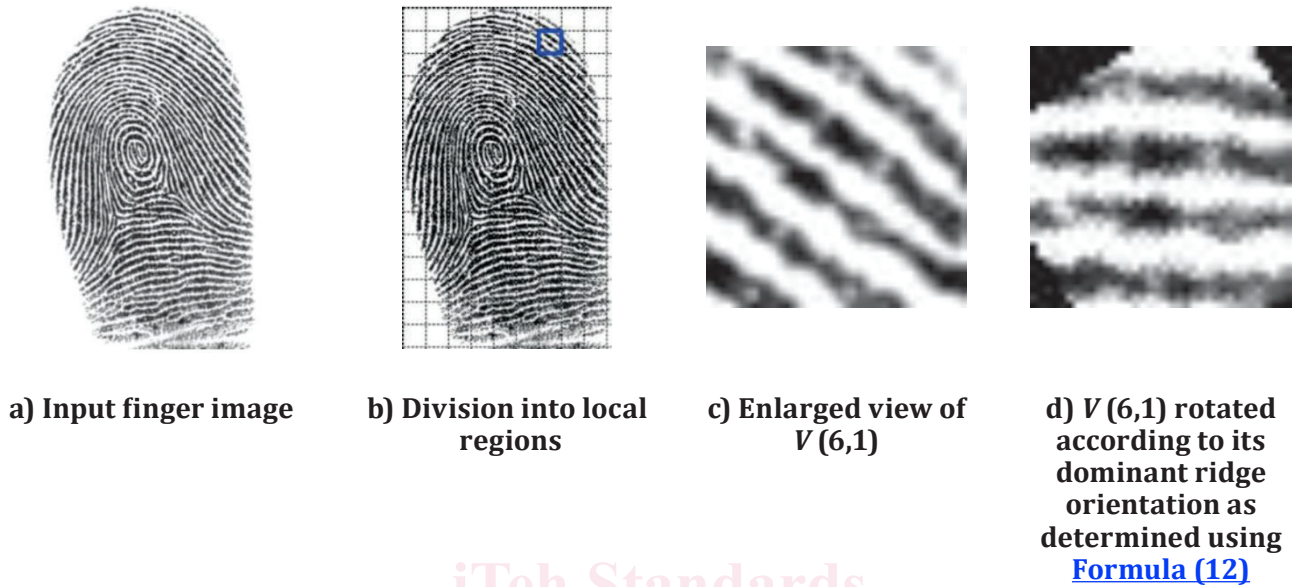 a) Input finger image
b) Division into local
regions
c) Enlarged view of
V (6,1)
d) V (6,1) rotated
according to its
dominant ridge
orientation as
determined using
Formula (12)
iTeh Standards